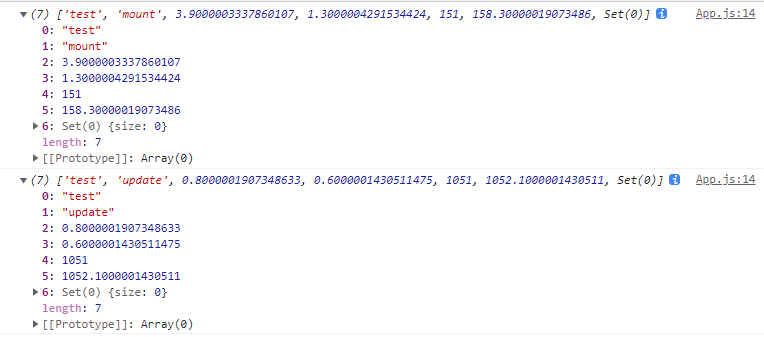 ▼(7) ['test', 'mount', 3.9000003337860107, 1.3000004291534424, 151, 158.30000019073486, Set(0)] i App.js:14
0: "test"
1: "mount"
2: 3.9000003337860107
3: 1.3000004291534424
4: 151
5: 158.30000019073486
▶6: Set(0) {size: 0}
length: 7
▶[[Prototype]]: Array(0)
▼(7) ['test', 'update', 0.8000001907348633, 0.6000001430511475, 1051, 1052.1000001430511, Set(0)] i App.js:14
0: "test"
1: "update"
2: 0.8000001907348633
3: 0.6000001430511475
4: 1051
5: 1052.1000001430511
▶6: Set(0) {size: 0}
length: 7
▶[[Prototype]]: Array(0)